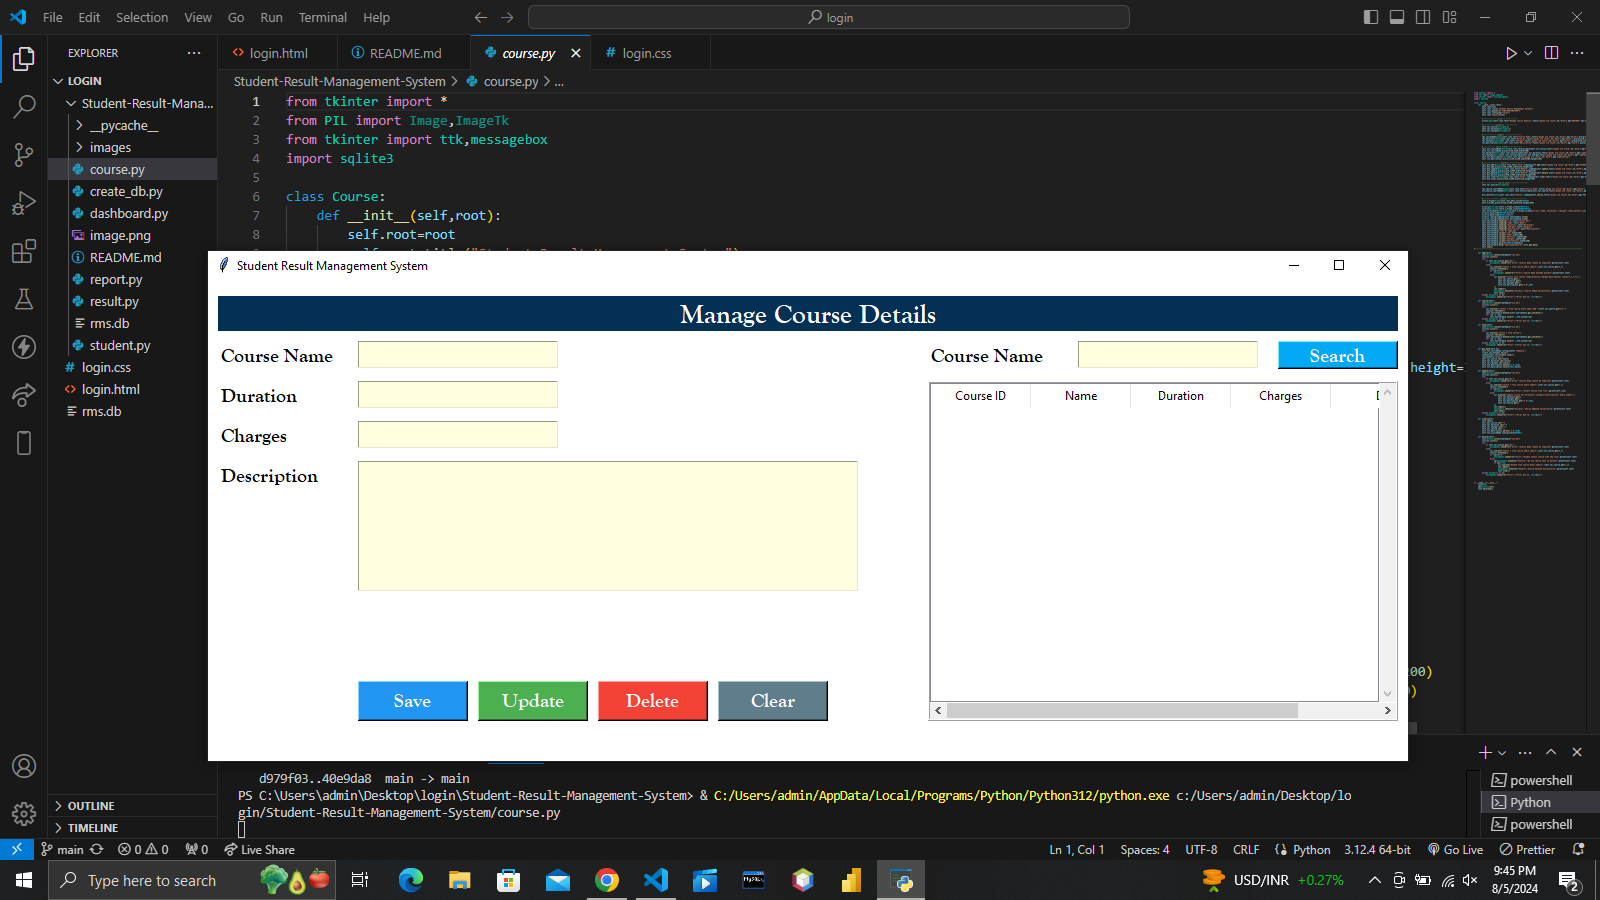 File Edit Selection View Go Run Terminal Help
login
EXPLORER
LOGIN
Student-Result-Mana...
__pycache__
images
course.py
create_db.py
dashboard.py
image.png
README.md
report.py
result.py
rms.db
student.py
login.css
login.html
rms.db
OUTLINE
TIMELINE
login.html README.md course.py login.css
Student-Result-Management-System > course.py > ...
1 from tkinter import *
2 from PIL import Image,ImageTk
3 from tkinter import ttk,messagebox
4 import sqlite3
5
6 class Course:
7 def __init__(self,root):
8 self.root=root
height=
Student Result Management System
Manage Course Details
Course Name
Duration
Charges
Description
Save Update Delete Clear
Course Name Search
Course ID Name Duration Charges
d979f03..40e9da8 main -> main
PS C:\Users\admin\Desktop\login\Student-Result-Management-System> & C:/Users/admin/AppData/Local/Programs/Python/Python312/python.exe c:/Users/admin/Desktop/lo
gin/Student-Result-Management-System/course.py
powershell
Python
powershell
main 0 0 0 Live Share Ln 1, Col 1 Spaces: 4 UTF-8 CRLF Python 3.12.4 64-bit Go Live Prettier
Type here to search
USD/INR +0.27%
9:45 PM
8/5/2024
2